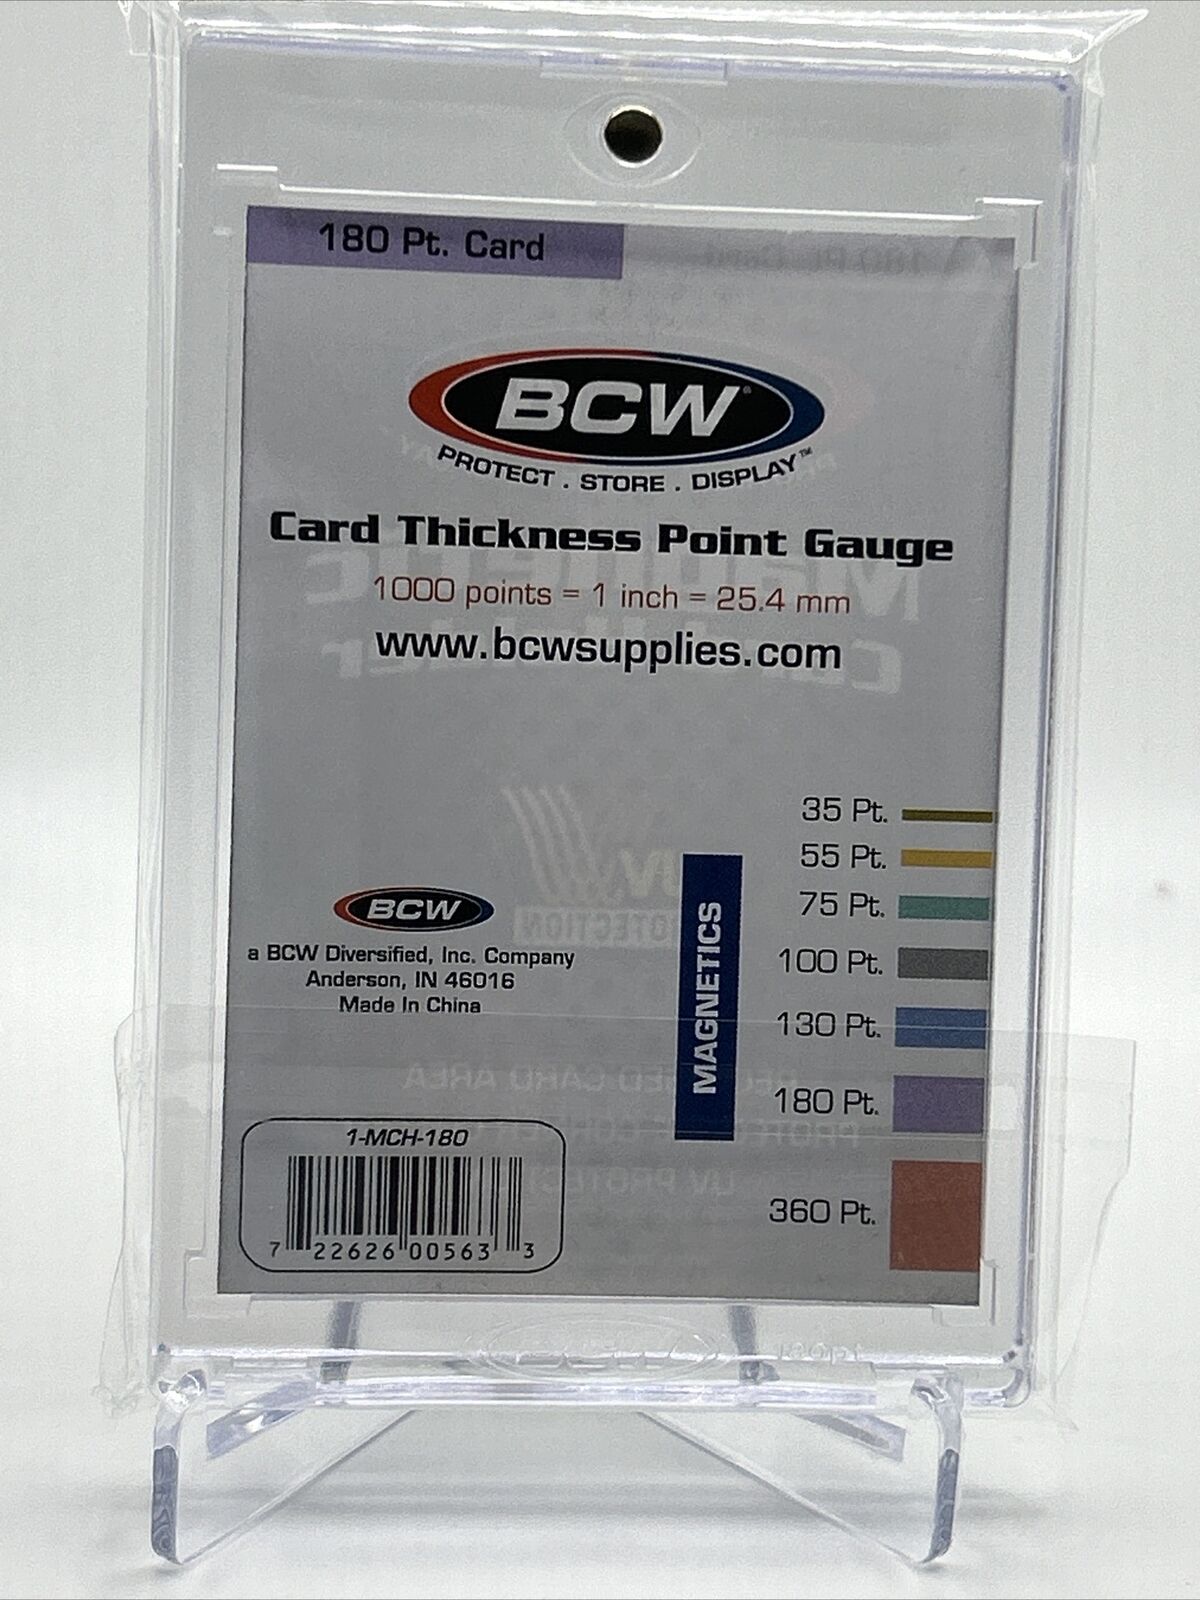 180 Pt. Card
BCW®
PROTECT . STORE . DISPLAY™
Card Thickness Point Gauge
1000 points = 1 inch = 25.4 mm
www.bcwsupplies.com
35 Pt.
55 Pt.
75 Pt.
100 Pt.
130 Pt.
180 Pt.
360 Pt.
MAGNETICS
BCW
a BCW Diversified, Inc. Company
Anderson, IN 46016
Made In China
1-MCH-180
7 22626 00563 3